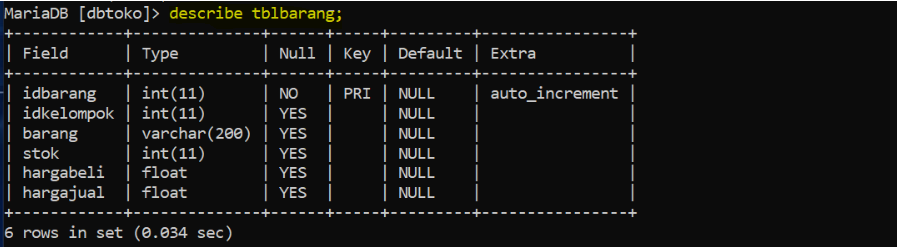 MariaDB [dbtoko]> describe tblbarang;
+------------+--------------+------+-----+---------+----------------+
| Field      | Type         | Null | Key | Default | Extra          |
+------------+--------------+------+-----+---------+----------------+
| idbarang   | int(11)      | NO   | PRI | NULL    | auto_increment |
| idkelompok | int(11)      | YES  |     | NULL    |                |
| barang     | varchar(200) | YES  |     | NULL    |                |
| stok       | int(11)      | YES  |     | NULL    |                |
| hargabeli  | float        | YES  |     | NULL    |                |
| hargajual  | float        | YES  |     | NULL    |                |
+------------+--------------+------+-----+---------+----------------+
6 rows in set (0.034 sec)